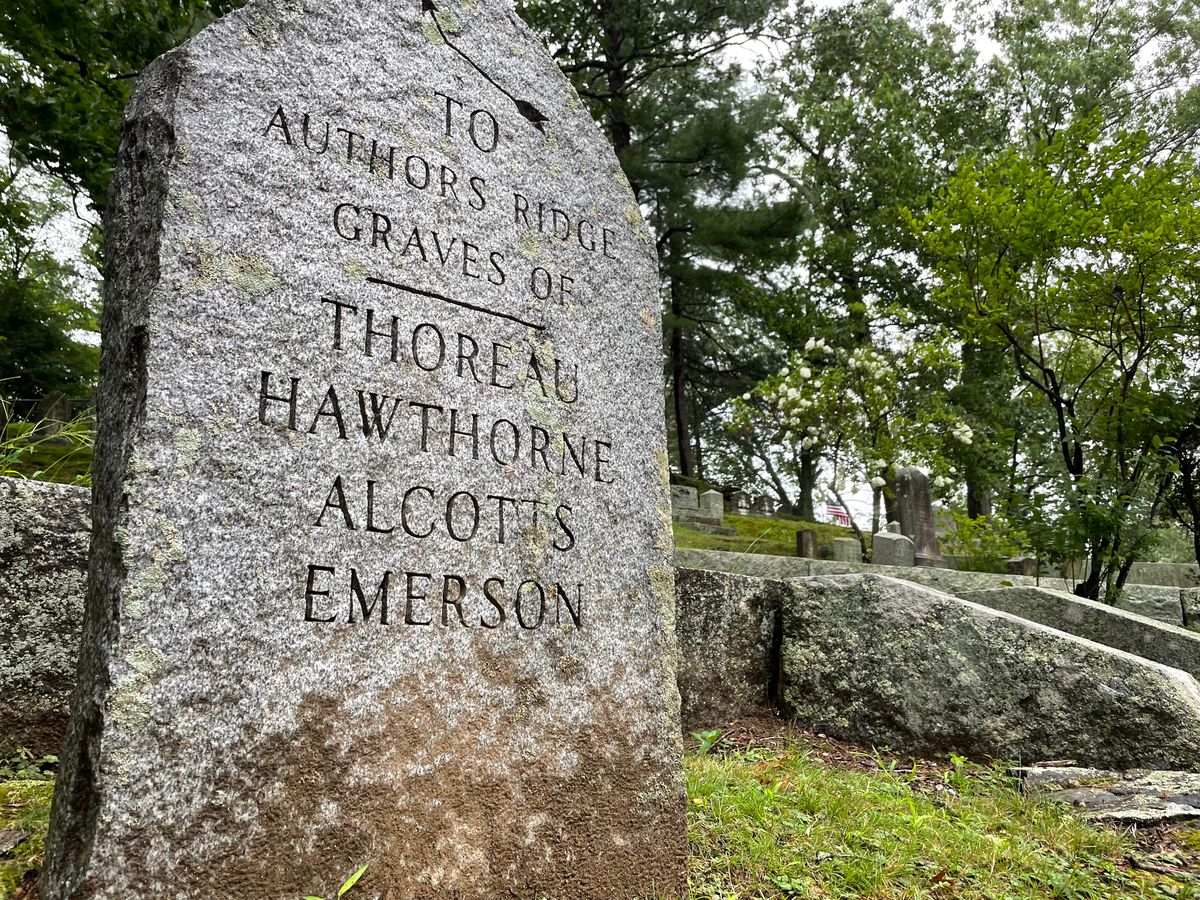 TO
AUTHORS RIDGE
GRAVES OF
THOREAU
HAWTHORNE
ALCOTTS
EMERSON